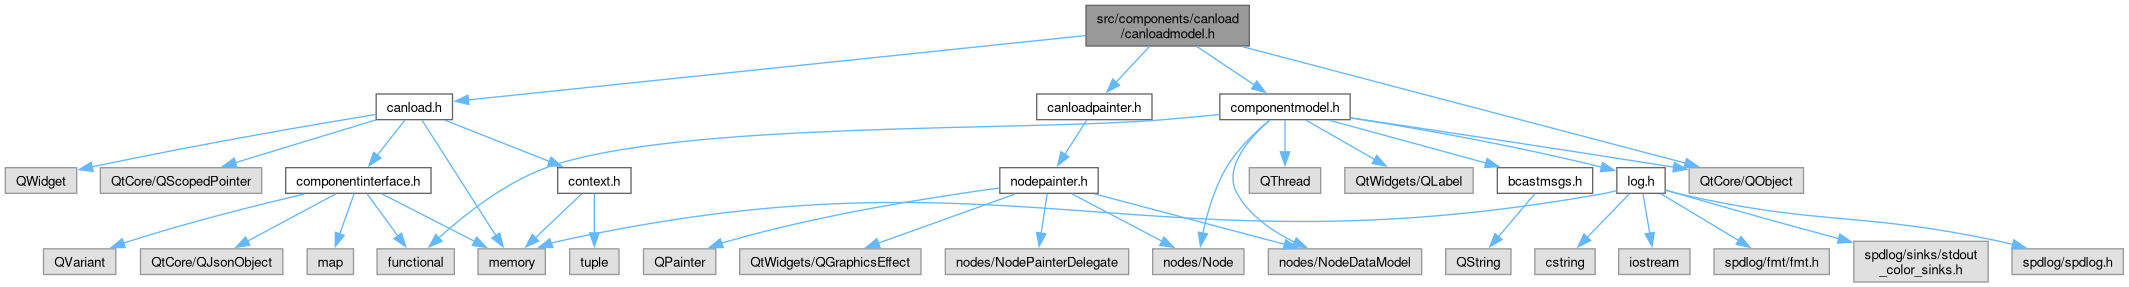 src/components/canload
/canloadmodel.h
canload.h
canloadpainter.h
componentmodel.h
QWidget
QtCore/QScopedPointer
componentinterface.h
context.h
nodepainter.h
QThread
QtWidgets/QLabel
bcastmsgs.h
log.h
QtCore/QObject
QVariant
QtCore/QJsonObject
map
functional
memory
tuple
QPainter
QtWidgets/QGraphicsEffect
nodes/NodePainterDelegate
nodes/Node
nodes/NodeDataModel
QString
cstring
iostream
spdlog/fmt/fmt.h
spdlog/sinks/stdout
_color_sinks.h
spdlog/spdlog.h